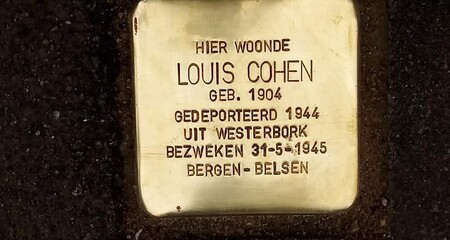 HIER WOONDE
LOUIS COHEN
GEB. 1904
GEDEPORTEERD 1944
UIT WESTERBORK
BEZWEKEN 31-5-1945
BERGEN-BELSEN